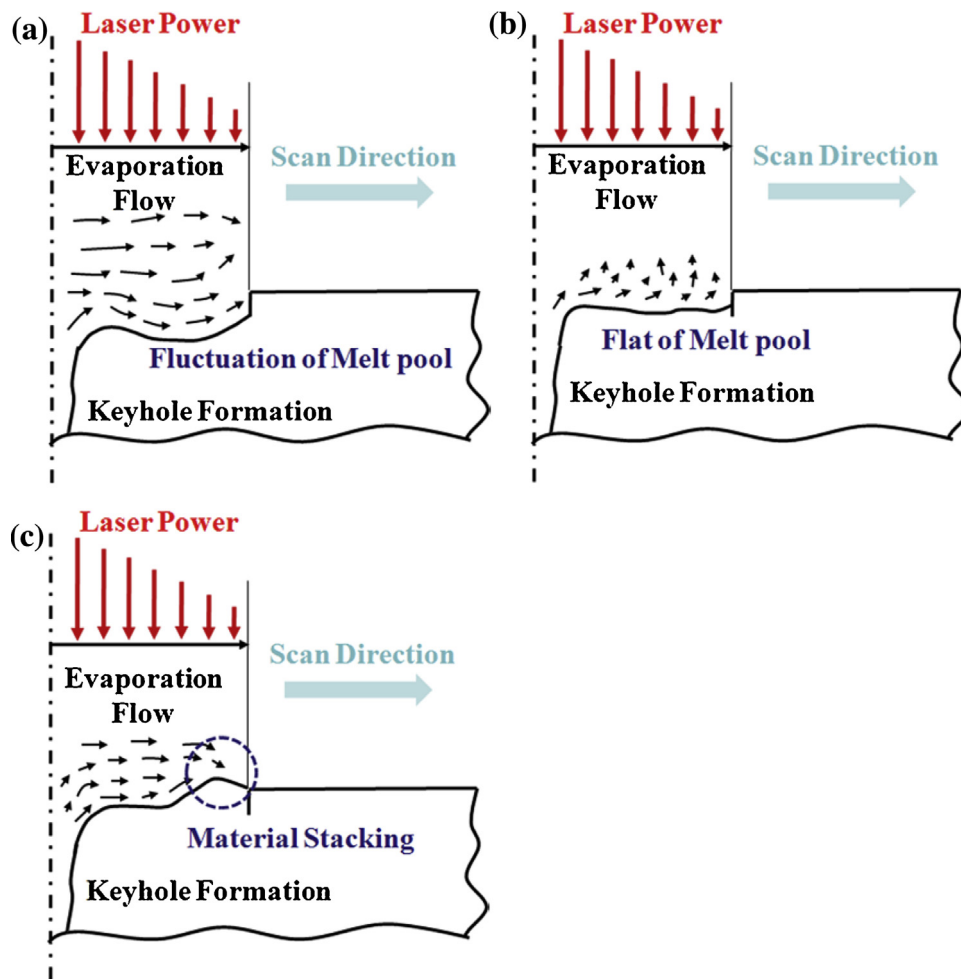 (a)
Laser Power
Evaporation
Flow
Scan Direction
Fluctuation of Melt pool
Keyhole Formation
(b)
Laser Power
Evaporation
Flow
Scan Direction
Flat of Melt pool
Keyhole Formation
(c)
Laser Power
Evaporation
Flow
Scan Direction
Material Stacking
Keyhole Formation